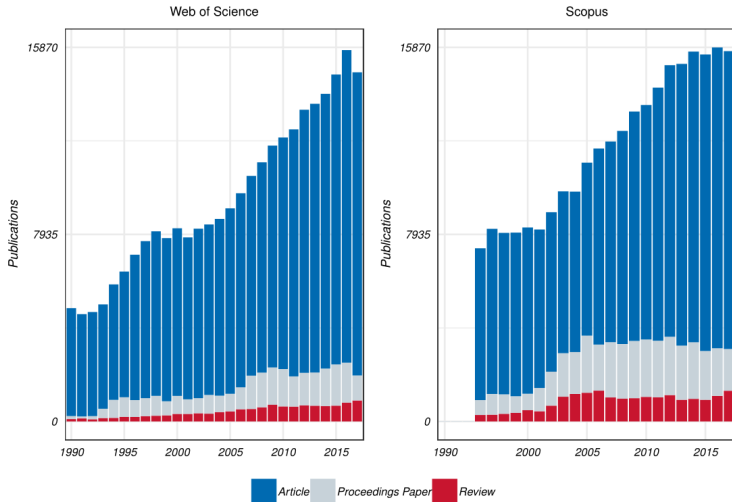 Web of Science
Scopus
Publications
15870
7935
0
1990
1995
2000
2005
2010
2015
Publications
15870
7935
0
1990
2000
2005
2010
2015
Article
Proceedings Paper
Review